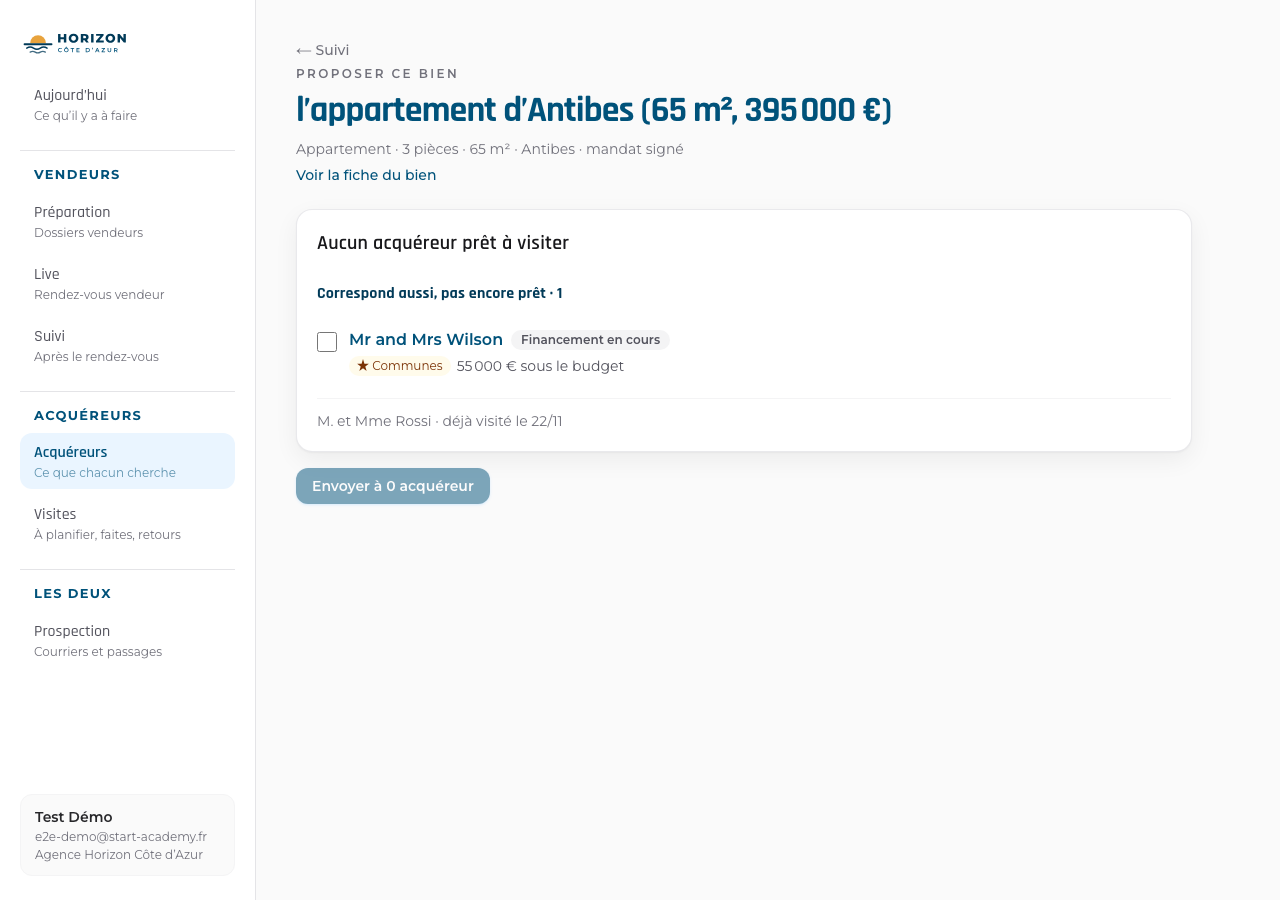 HORIZON
CÔTE D'AZUR
Aujourd'hui
Ce qu'il y a à faire
VENDEURS
Préparation
Dossiers vendeurs
Live
Rendez-vous vendeur
Suivi
Après le rendez-vous
ACQUÉREURS
Acquéreurs
Ce que chacun cherche
Visites
À planifier, faites, retours
LES DEUX
Prospection
Courriers et passages
Test Démo
e2e-demo@start-academy.fr
Agence Horizon Côte d'Azur
← Suivi
PROPOSER CE BIEN
l'appartement d'Antibes (65 m², 395 000 €)
Appartement · 3 pièces · 65 m² · Antibes · mandat signé
Voir la fiche du bien
Aucun acquéreur prêt à visiter
Correspond aussi, pas encore prêt · 1
Mr and Mrs Wilson Financement en cours
★ Communes 55 000 € sous le budget
M. et Mme Rossi · déjà visité le 22/11
Envoyer à 0 acquéreur